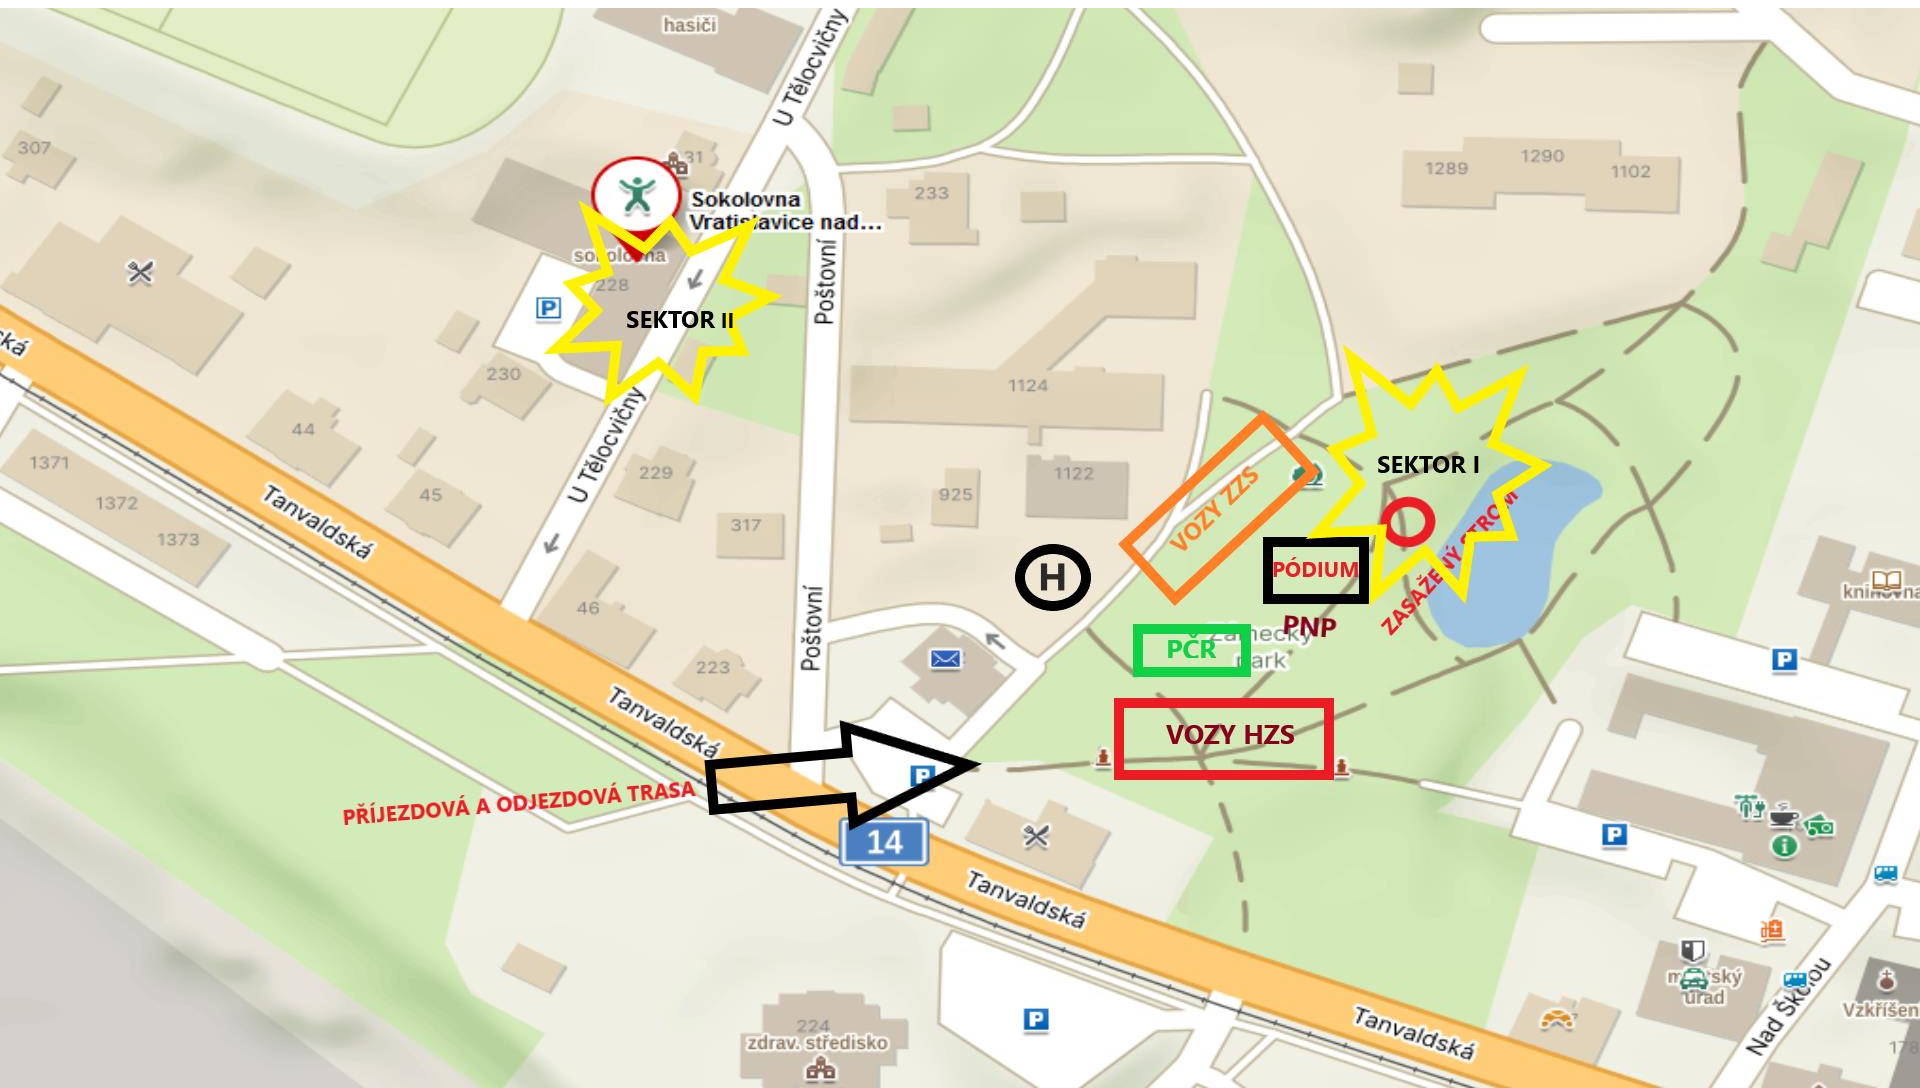 hasiči
U Tělocvičny
307
31
Sokolovna
Vratislavice nad...
233
1289
1290
1102
sokolovna
228
SEKTOR II
Poštovní
230
1124
44
1371
1372
1373
45
229
U Tělocvičny
317
925
1122
VOZY ZZS
SEKTOR I
ZASAŽENÝ STROM
PÓDIUM
PNP
H
Tanvaldská
46
Poštovní
223
PČR
Zámecký
park
knihovna
Tanvaldská
VOZY HZS
PŘÍJEZDOVÁ A ODJEZDOVÁ TRASA
14
P
P
P
P
P
Tanvaldská
Tanvaldská
224
zdrav. středisko
úřad
Nad Školou
Vzkříšen
178